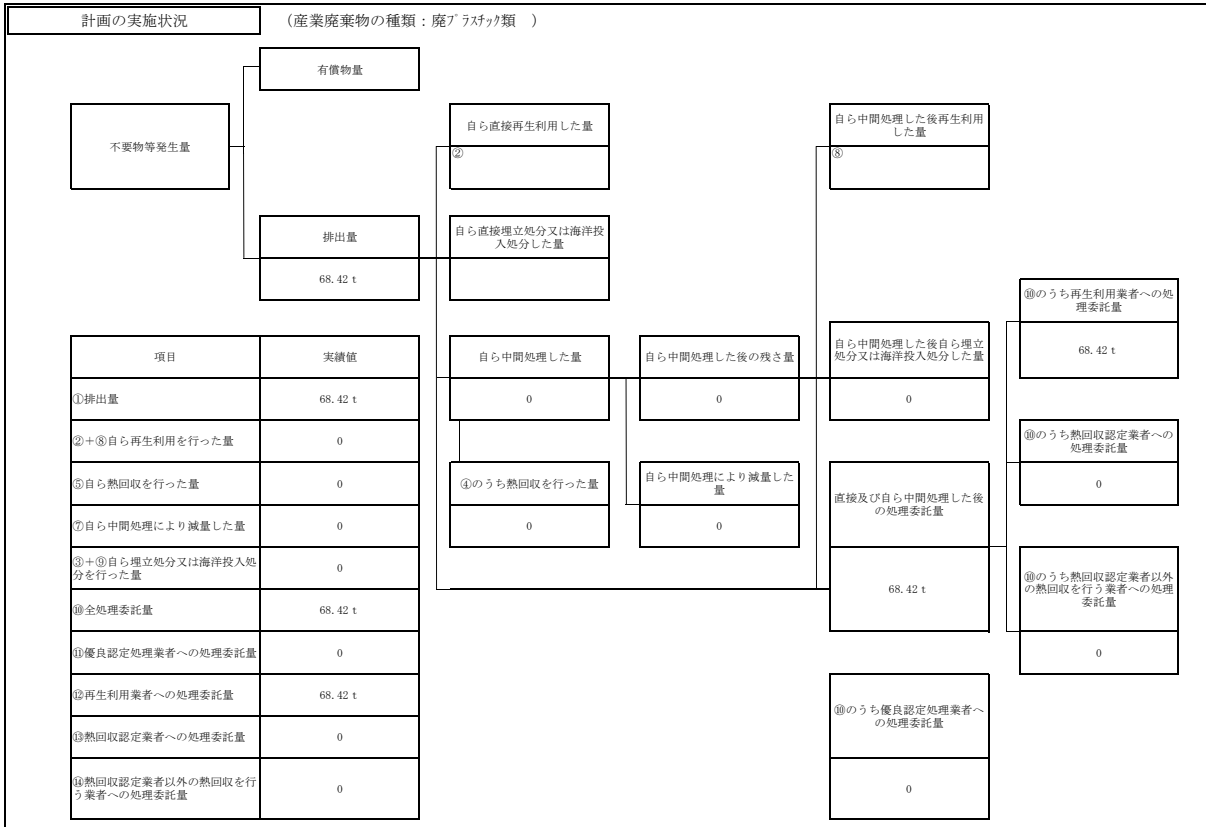 計画の実施状況
（産業廃棄物の種類：廃ﾌﾟﾗｽﾁｯｸ類　）
有償物量
不要物等発生量
自ら直接再生利用した量
②
自ら中間処理した後再生利用
した量
⑧
排出量
68.42 t
自ら直接埋立処分又は海洋投
入処分した量
⑩のうち再生利用業者への処
理委託量
68.42 t
項目
実績値
①排出量
68.42 t
②＋⑧自ら再生利用を行った量
0
⑤自ら熱回収を行った量
0
⑦自ら中間処理により減量した量
0
③＋⑨自ら埋立処分又は海洋投入処
分を行った量
0
⑩全処理委託量
68.42 t
⑪優良認定処理業者への処理委託量
0
⑫再生利用業者への処理委託量
68.42 t
⑬熱回収認定業者への処理委託量
0
⑭熱回収認定業者以外の熱回収を行
う業者への処理委託量
0
自ら中間処理した量
0
自ら中間処理した後の残さ量
0
自ら中間処理した後自ら埋立
処分又は海洋投入処分した量
0
④のうち熱回収を行った量
0
自ら中間処理により減量した
量
0
直接及び自ら中間処理した後
の処理委託量
68.42 t
⑩のうち熱回収認定業者への
処理委託量
0
⑩のうち熱回収認定業者以外
の熱回収を行う業者への処理
委託量
0
⑩のうち優良認定処理業者へ
の処理委託量
0